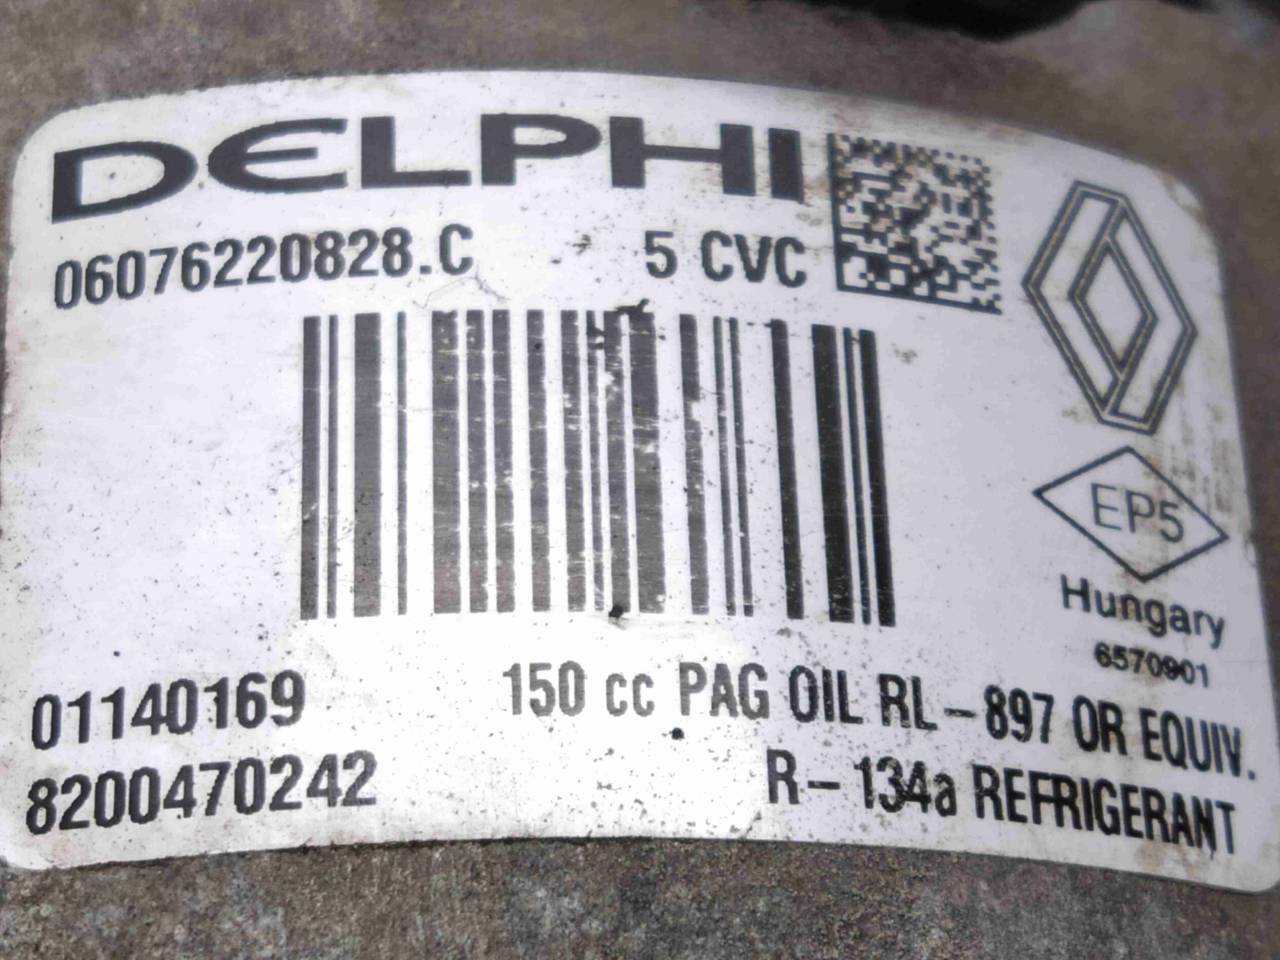 DELPHI
06076220828.C 5 CVC
EP5
Hungary
6570901
01140169
150 cc PAG OIL RL-897 OR EQUIV.
8200470242
R-134a REFRIGERANT